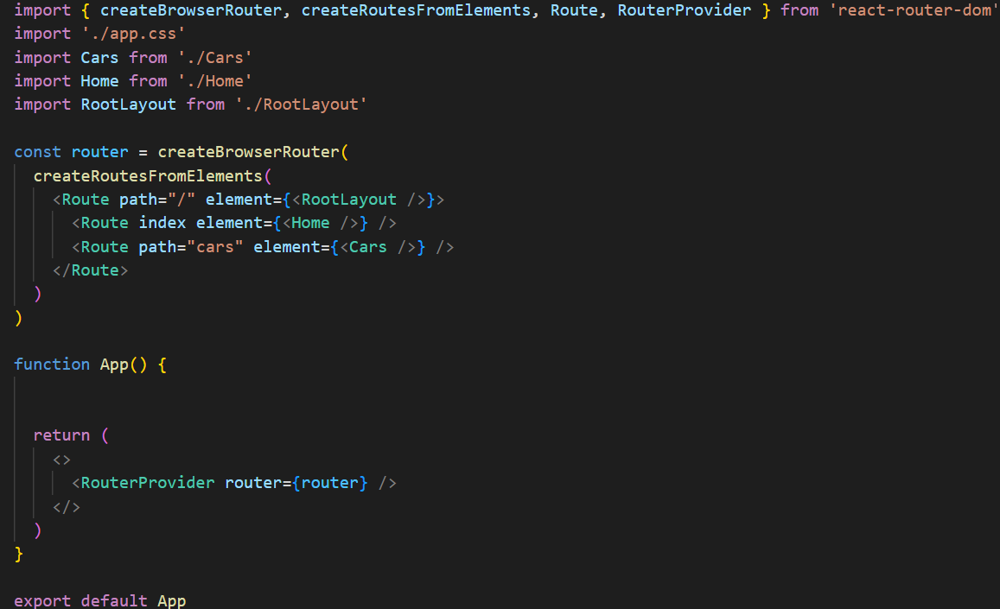 import { createBrowserRouter, createRoutesFromElements, Route, RouterProvider } from 'react-router-dom'
import './app.css'
import Cars from './Cars'
import Home from './Home'
import RootLayout from './RootLayout'
const router = createBrowserRouter(
createRoutesFromElements(
<Route path="/" element={<RootLayout />}>
<Route index element={<Home />} />
<Route path="cars" element={<Cars />} />
</Route>
)
)
function App() {
return (
<>
<RouterProvider router={router} />
</>
)
}
export default App